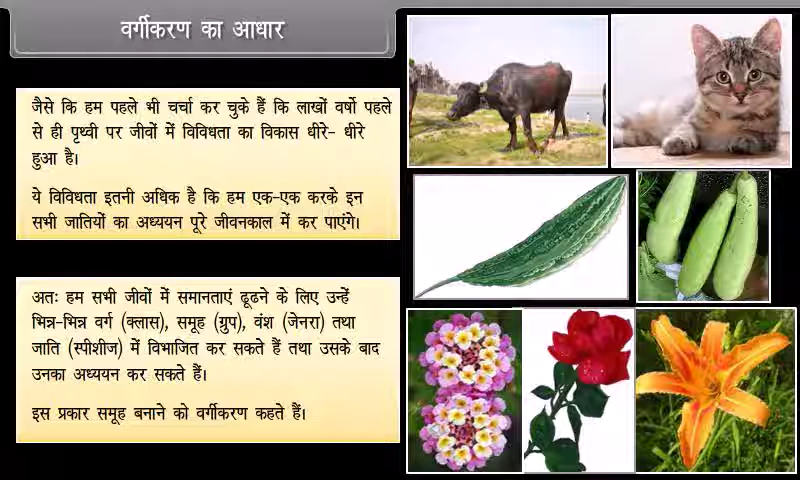 वर्गीकरण का आधार
जैसे कि हम पहले भी चर्चा कर चुके हैं कि लाखों वर्षो पहले
से ही पृथ्वी पर जीवों में विविधता का विकास धीरे- धीरे
हुआ है।
ये विविधता इतनी अधिक है कि हम एक-एक करके इन
सभी जातियों का अध्ययन पूरे जीवनकाल में कर पाएंगे।
अतः हम सभी जीवों में समानताएं ढूढने के लिए उन्हें
भिन्न-भिन्न वर्ग (क्लास), समूह (ग्रुप), वंश (जेनरा) तथा
जाति (स्पीशीज) में विभाजित कर सकते हैं तथा उसके बाद
उनका अध्ययन कर सकते हैं।
इस प्रकार समूह बनाने को वर्गीकरण कहते हैं।